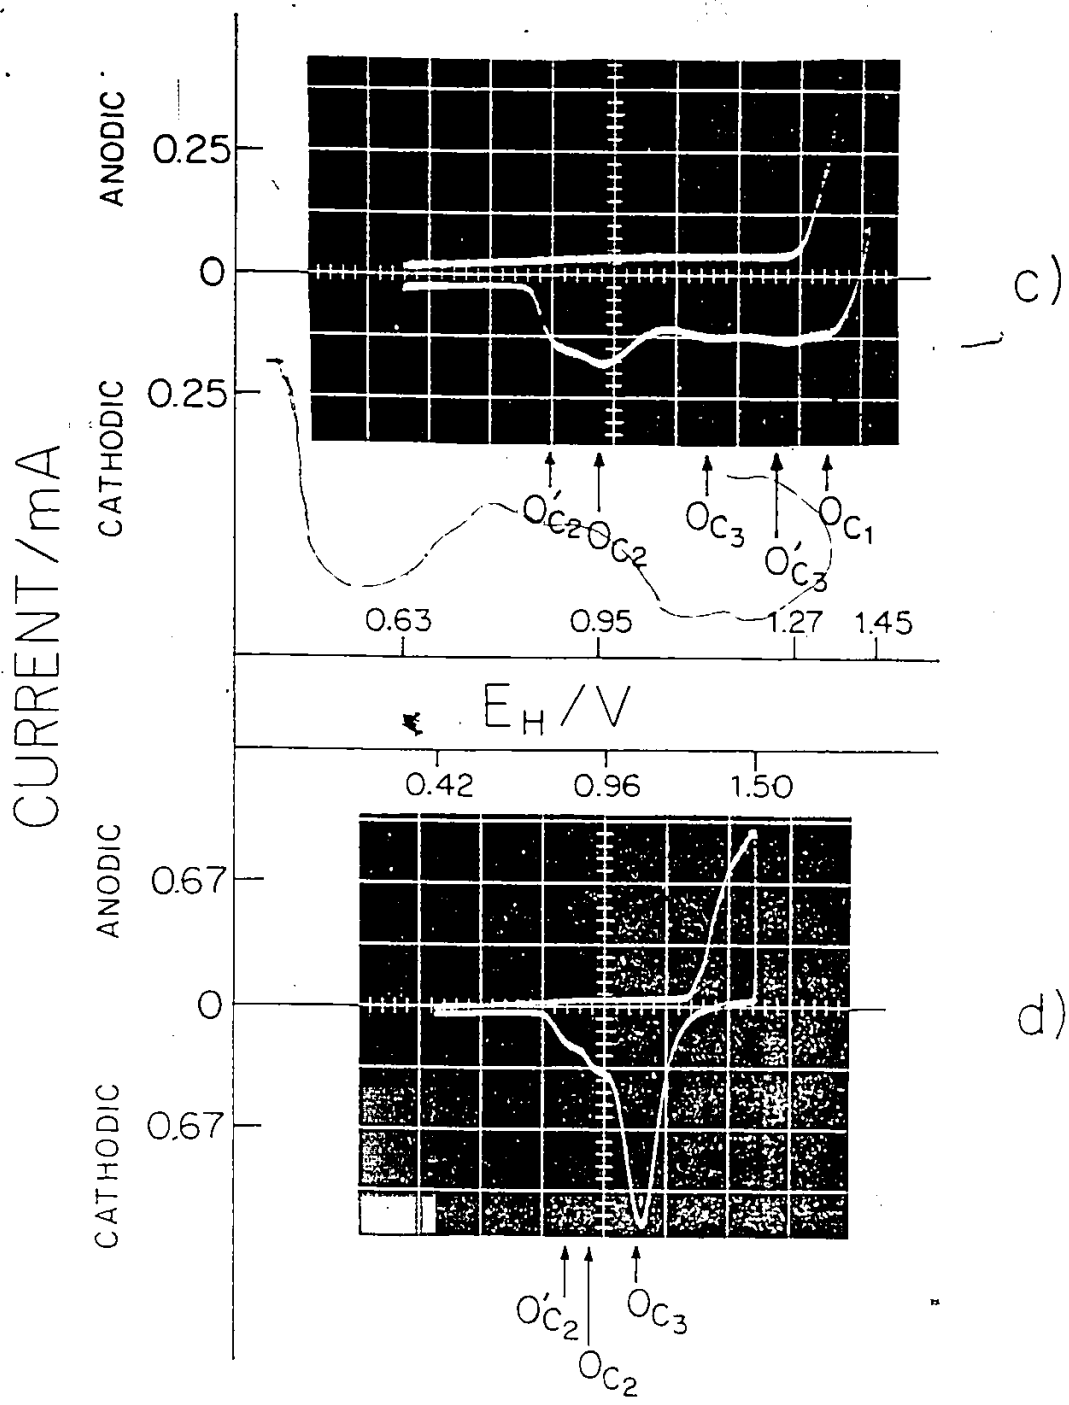 CURRENT/mA
ANODIC
CATHODIC
0.25
0
0.25
c)
O'C2
OC2
OC3
O'C3
OC1
0.63 0.95 1.27 1.45
EH/V
0.42 0.96 1.50
ANODIC
CATHODIC
0.67
0
0.67
d)
O'C2
OC2
OC3